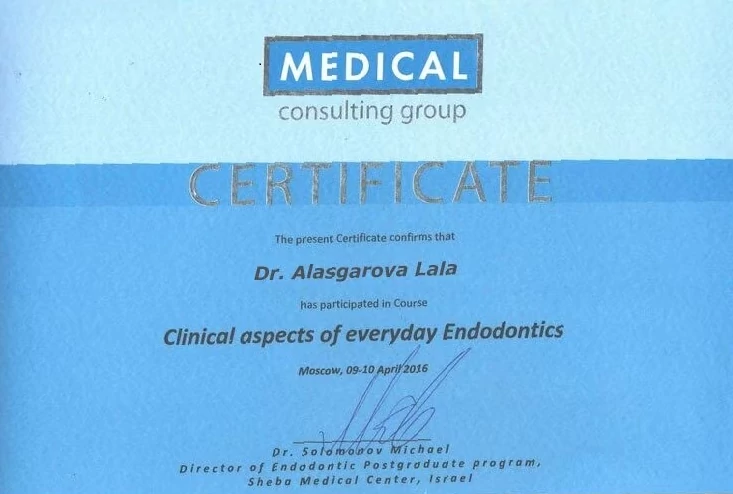 MEDICAL
consulting group
CERTIFICATE
The present Certificate confirms that
Dr. Alasgarova Lala
has participated in Course
Clinical aspects of everyday Endodontics
Moscow, 09-10 April 2016
Dr. Solomonov Michael
Director of Endodontic Postgraduate program,
Sheba Medical Center, Israel